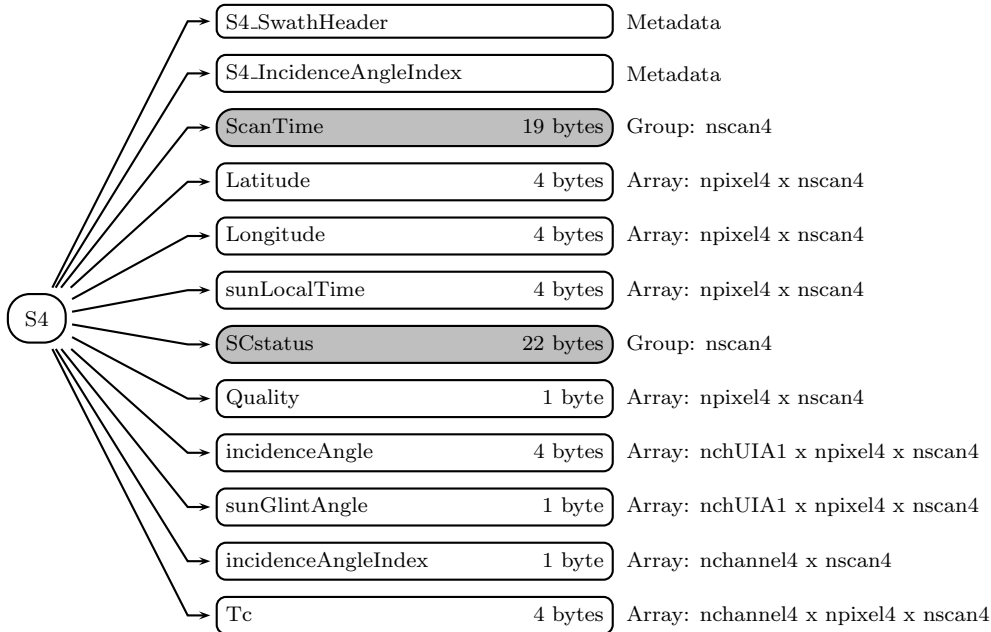 S4_SwathHeader Metadata
S4_IncidenceAngleIndex Metadata
ScanTime 19 bytes Group: nscan4
Latitude 4 bytes Array: npixel4 x nscan4
Longitude 4 bytes Array: npixel4 x nscan4
sunLocalTime 4 bytes Array: npixel4 x nscan4
S4
SCstatus 22 bytes Group: nscan4
Quality 1 byte Array: npixel4 x nscan4
incidenceAngle 4 bytes Array: nchUIA1 x npixel4 x nscan4
sunGlintAngle 1 byte Array: nchUIA1 x npixel4 x nscan4
incidenceAngleIndex 1 byte Array: nchannel4 x nscan4
Tc 4 bytes Array: nchannel4 x npixel4 x nscan4